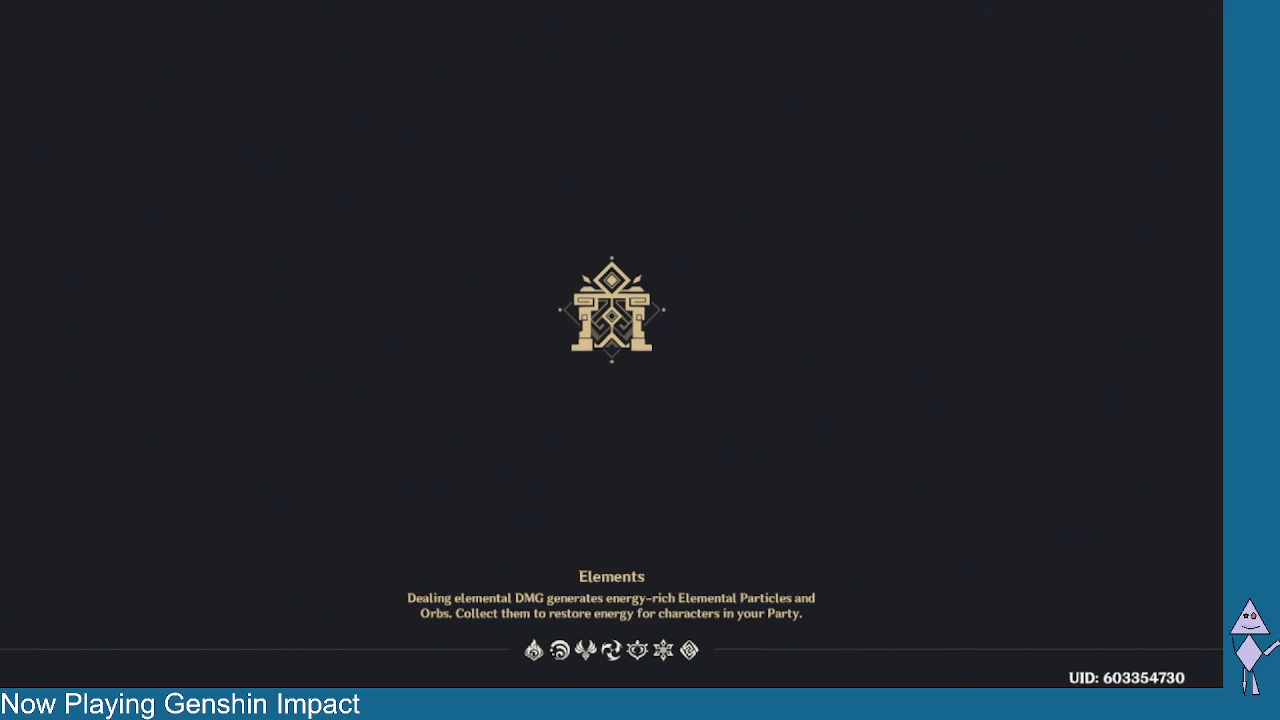 Elements
Dealing elemental DMG generates energy-rich Elemental Particles and
Orbs. Collect them to restore energy for characters in your Party.
UID: 603354730
Now Playing Genshin Impact